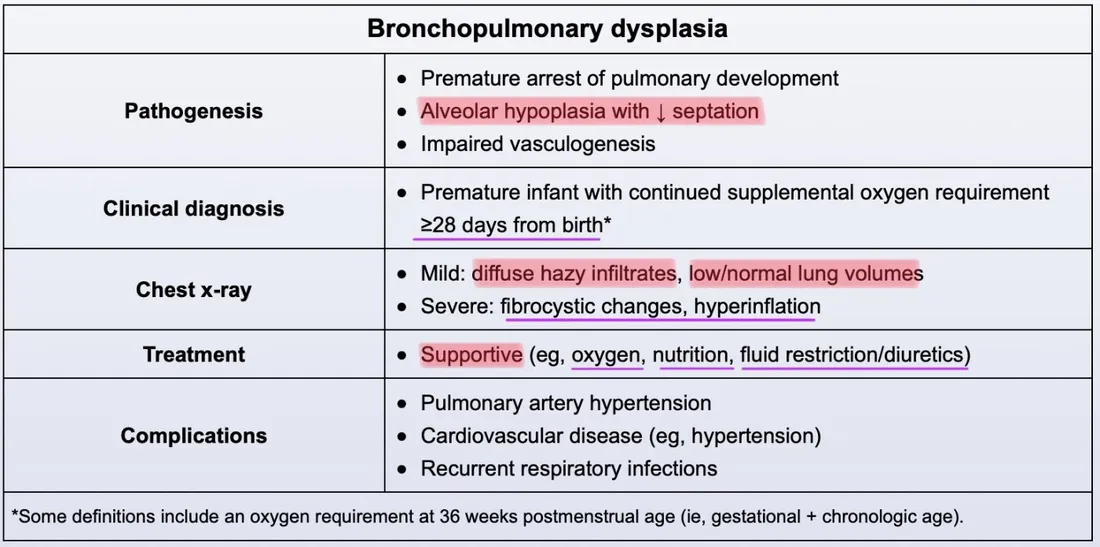 Bronchopulmonary dysplasia
Pathogenesis
• Premature arrest of pulmonary development
• Alveolar hypoplasia with ↓ septation
• Impaired vasculogenesis
Clinical diagnosis
• Premature infant with continued supplemental oxygen requirement
≥28 days from birth*
Chest x-ray
• Mild: diffuse hazy infiltrates, low/normal lung volumes
• Severe: fibrocystic changes, hyperinflation
Treatment
• Supportive (eg, oxygen, nutrition, fluid restriction/diuretics)
Complications
• Pulmonary artery hypertension
• Cardiovascular disease (eg, hypertension)
• Recurrent respiratory infections
*Some definitions include an oxygen requirement at 36 weeks postmenstrual age (ie, gestational + chronologic age).